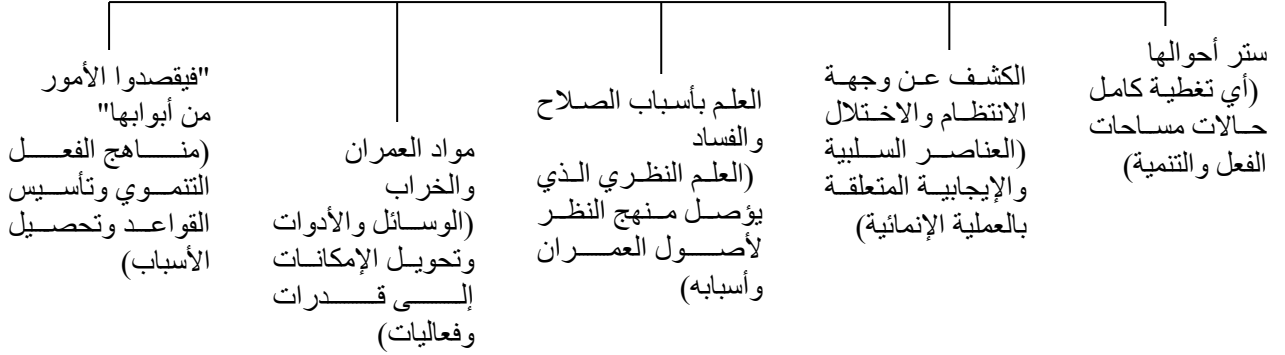 ستر أحوالها
(أي تغطية كامل
حالات مساحات
الفعل والتنمية)
الكشف عن وجهة
الانتظام والاختلال
(العناصر السلبية
والإيجابية المتعلقة
بالعملية الإنمائية)
العلم بأسباب الصلاح
والفساد
(العلم النظري الذي
يؤصل منهج النظر
لأصول العمران
وأسبابه)
مواد العمران
والخراب
(الوسائل والأدوات
وتحويل الإمكانات
إلى قدرات
وفعاليات)
"فيقصدوا الأمور
من أبوابها"
(مناهج الفعل
التنموي وتأسيس
القواعد وتحصيل
الأسباب)